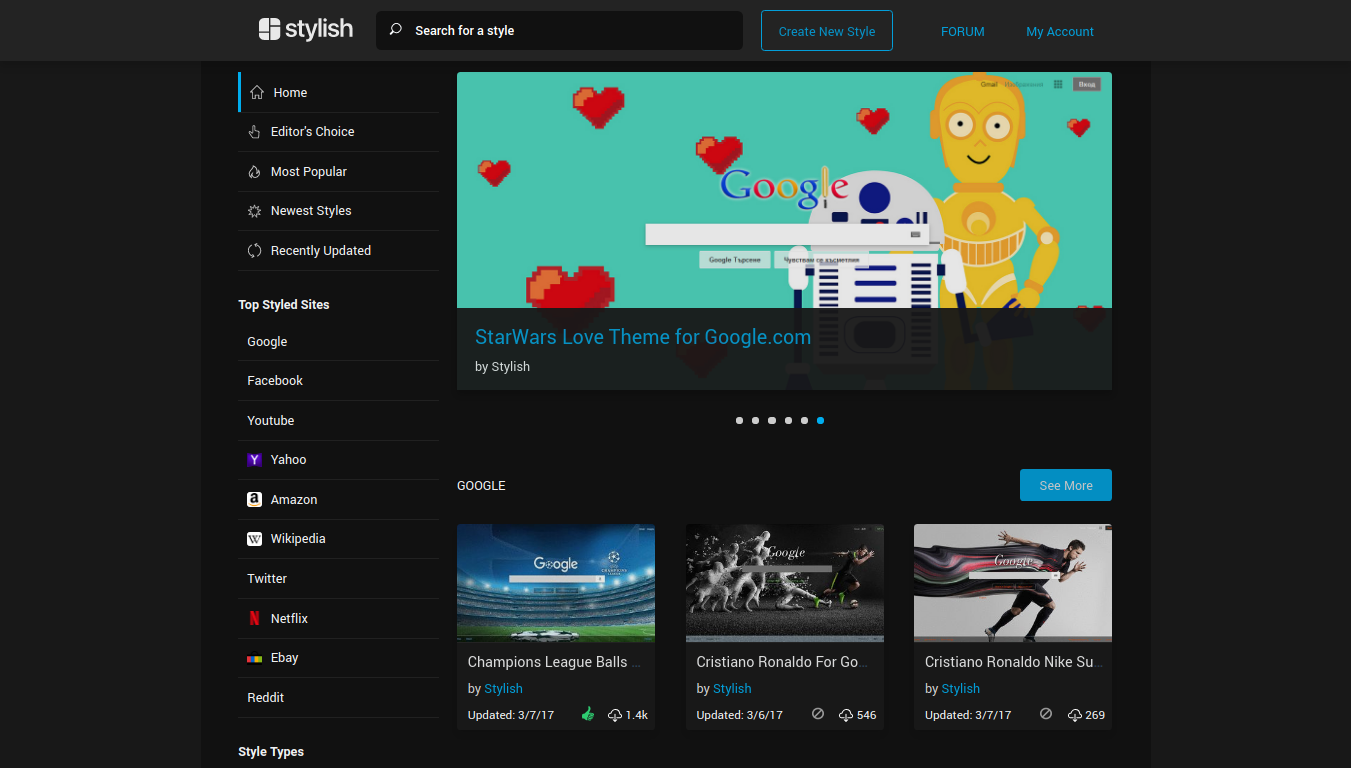 stylish
Search for a style
Create New Style
FORUM
My Account
Home
Editor's Choice
Most Popular
Newest Styles
Recently Updated
Top Styled Sites
Google
Facebook
Youtube
Yahoo
Amazon
Wikipedia
Twitter
Netflix
Ebay
Reddit
Style Types
Gmail Изображения
Вход
Google
Google Търсене
Чувствам се късметлия
StarWars Love Theme for Google.com
by Stylish
GOOGLE
See More
Google
Champions League Balls ...
by Stylish
Updated: 3/7/17
1.4k
Google
Cristiano Ronaldo For Go...
by Stylish
Updated: 3/6/17
546
Google
Cristiano Ronaldo Nike Su...
by Stylish
Updated: 3/7/17
269